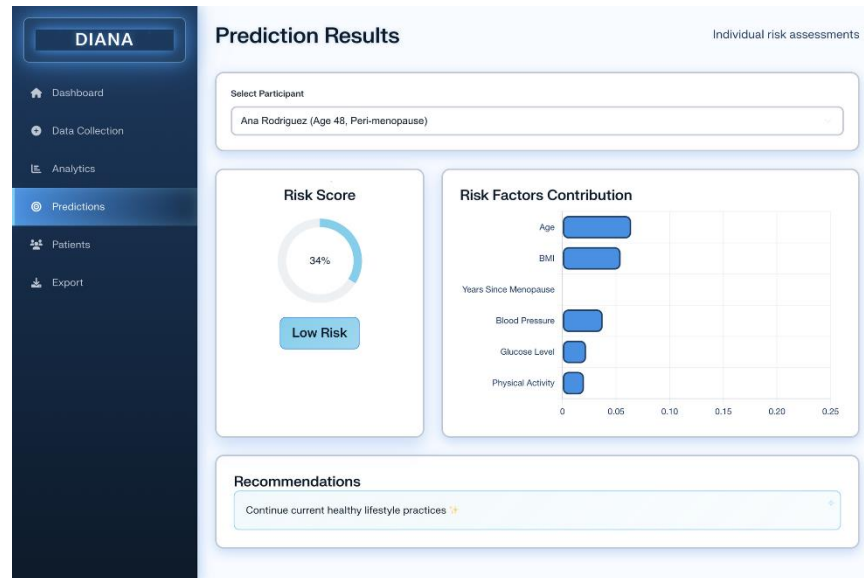 DIANA
Dashboard
Data Collection
Analytics
Predictions
Patients
Export
Prediction Results
Individual risk assessments
Select Participant
Ana Rodriguez (Age 48, Peri-menopause)
Risk Score
34%
Low Risk
Risk Factors Contribution
Age
BMI
Years Since Menopause
Blood Pressure
Glucose Level
Physical Activity
0 0.05 0.10 0.15 0.20 0.25
Recommendations
Continue current healthy lifestyle practices ✨